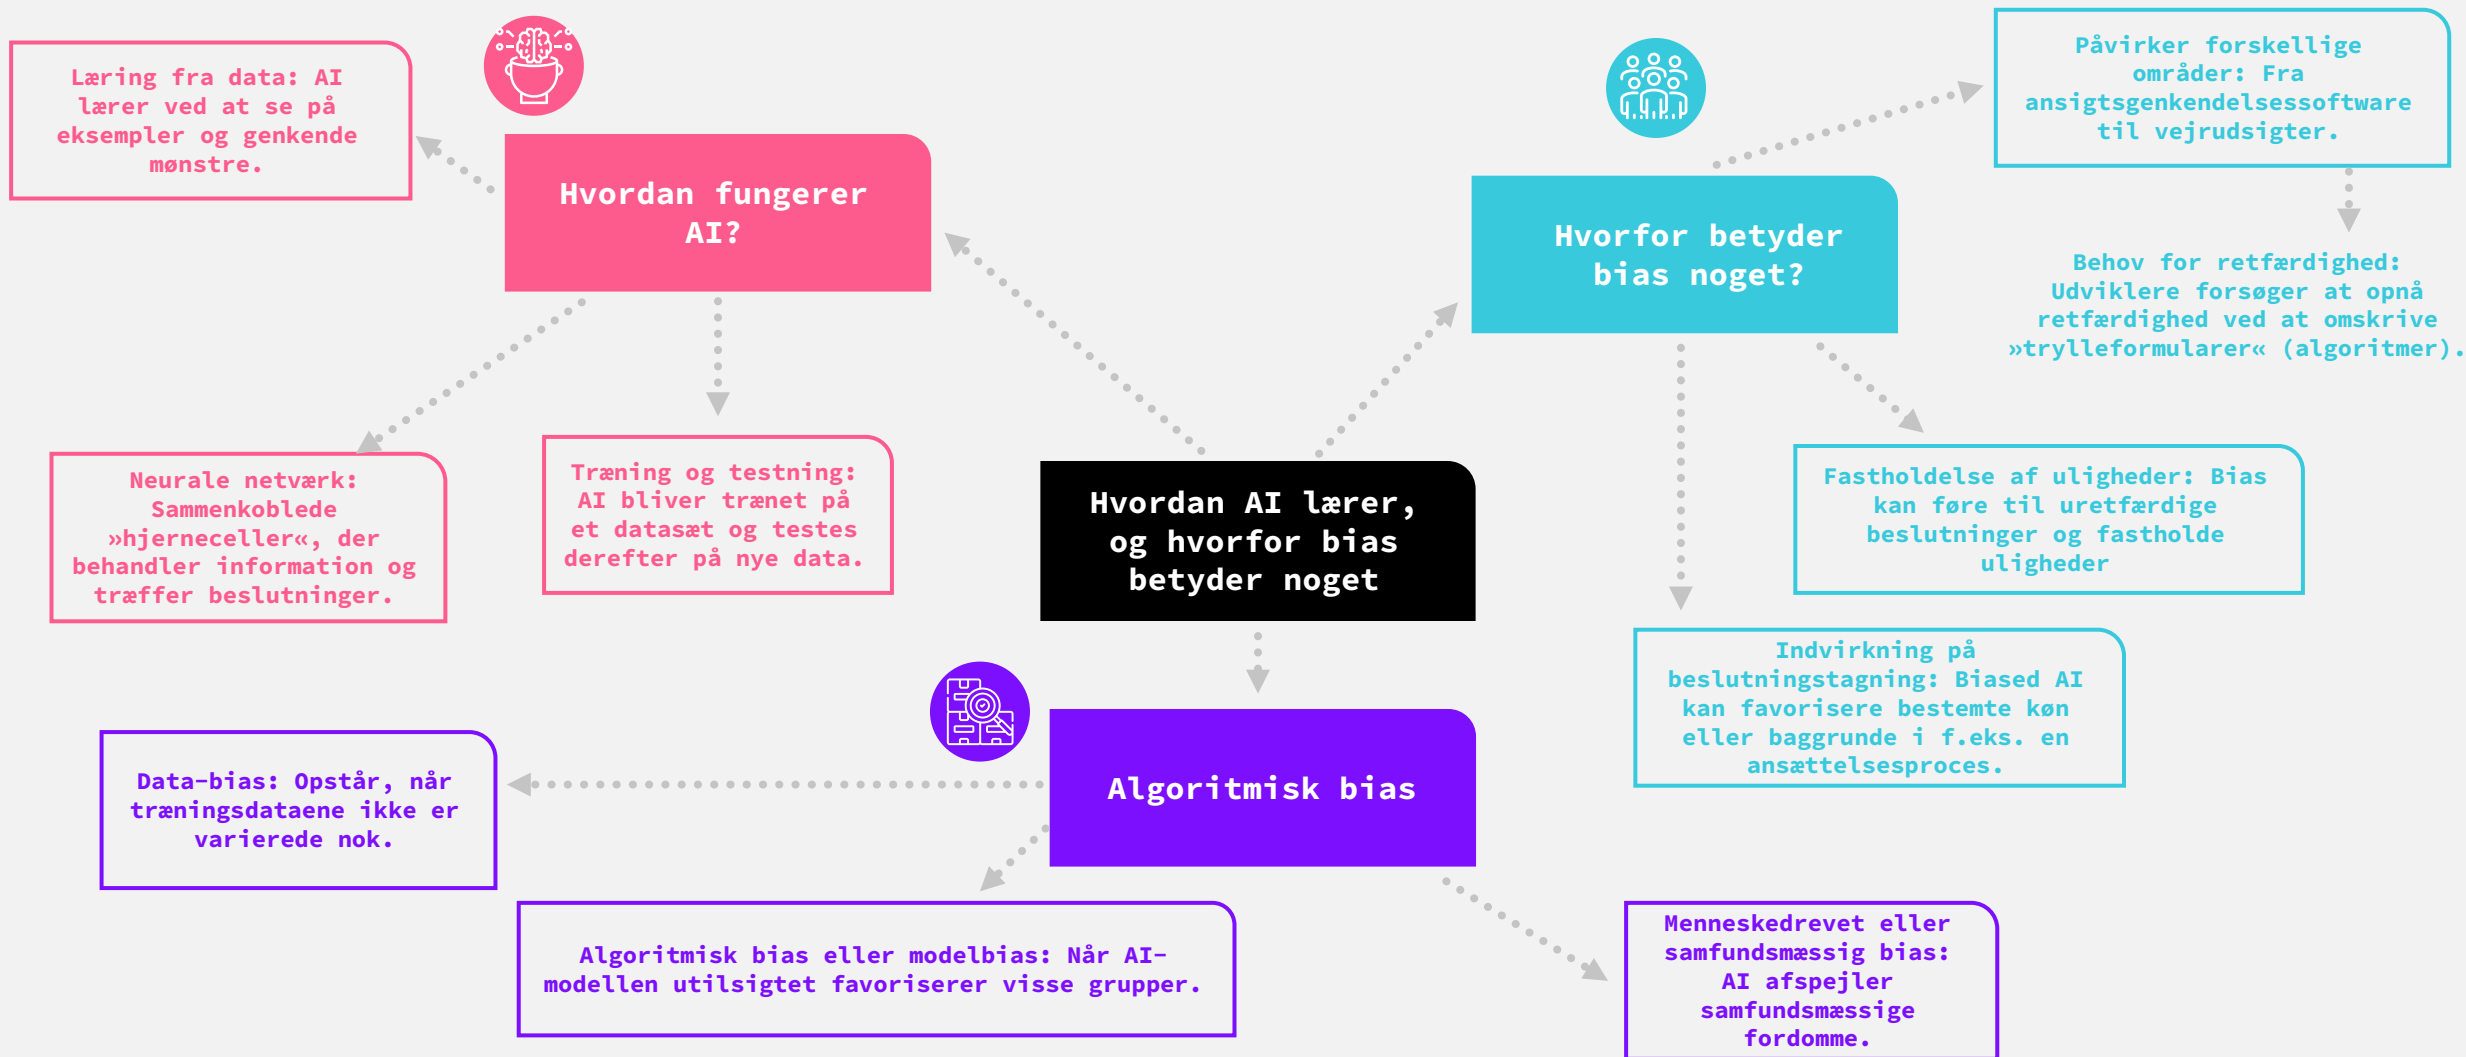 Læring fra data: AI
lærer ved at se på
eksempler og genkende
mønstre.
Hvordan fungerer
AI?
Neurale netværk:
Sammenkoblede
»hjerneceller«, der
behandler information og
træffer beslutninger.
Træning og testning:
AI bliver trænet på
et datasæt og testes
derefter på nye data.
Hvordan AI lærer,
og hvorfor bias
betyder noget
Hvorfor betyder
bias noget?
Påvirker forskellige
områder: Fra
ansigtsgenkendelsessoftware
til vejrudsigter.
Behov for retfærdighed:
Udviklere forsøger at opnå
retfærdighed ved at omskrive
»trylleformularer« (algoritmer).
Fastholdelse af uligheder: Bias
kan føre til uretfærdige
beslutninger og fastholde
uligheder
Indvirkning på
beslutningstagning: Biased AI
kan favorisere bestemte køn
eller baggrunde i f.eks. en
ansættelsesproces.
Algoritmisk bias
Data-bias: Opstår, når
træningsdataene ikke er
varierede nok.
Algoritmisk bias eller modelbias: Når AI-
modellen utilsigtet favoriserer visse grupper.
Menneskedrevet eller
samfundsmæssig bias:
AI afspejler
samfundsmæssige
fordomme.